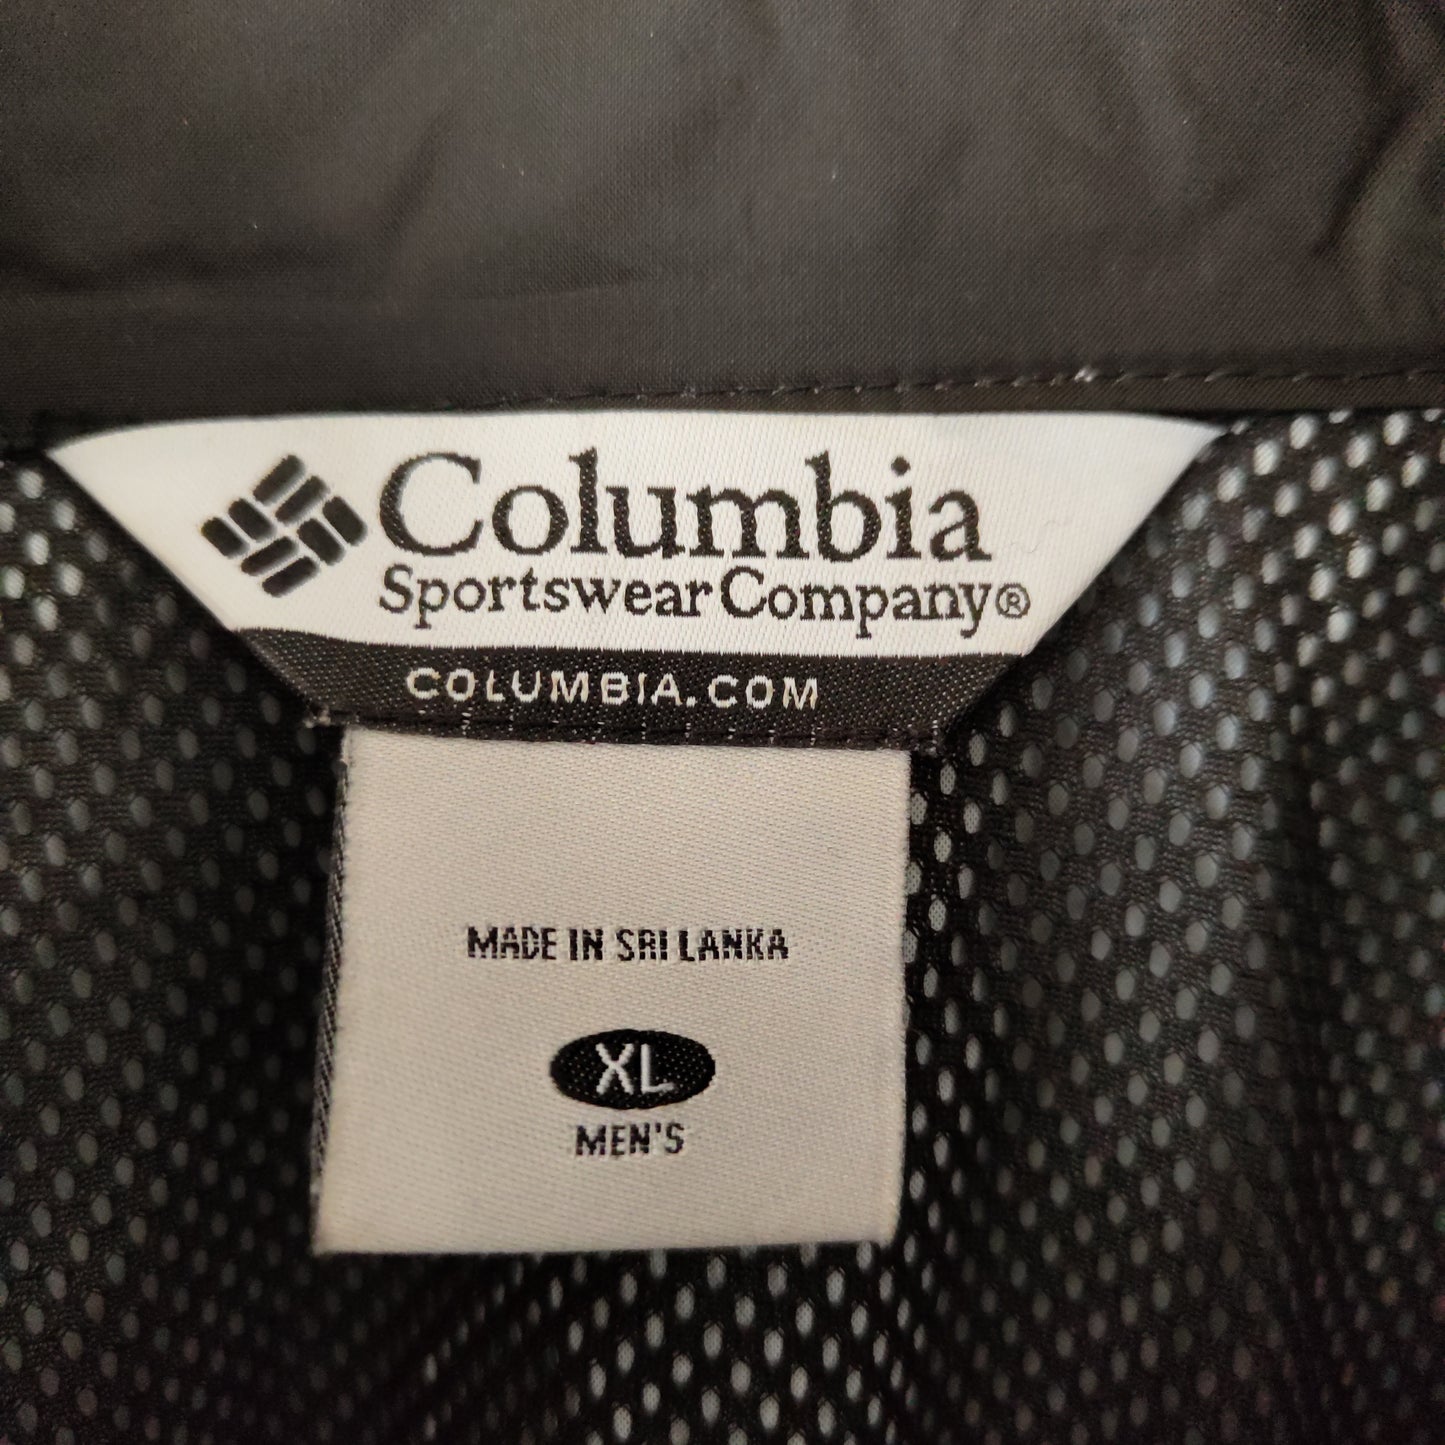 Columbia
Sportswear Company®
COLUMBIA.COM
MADE IN SRI LANKA
XL
MEN'S